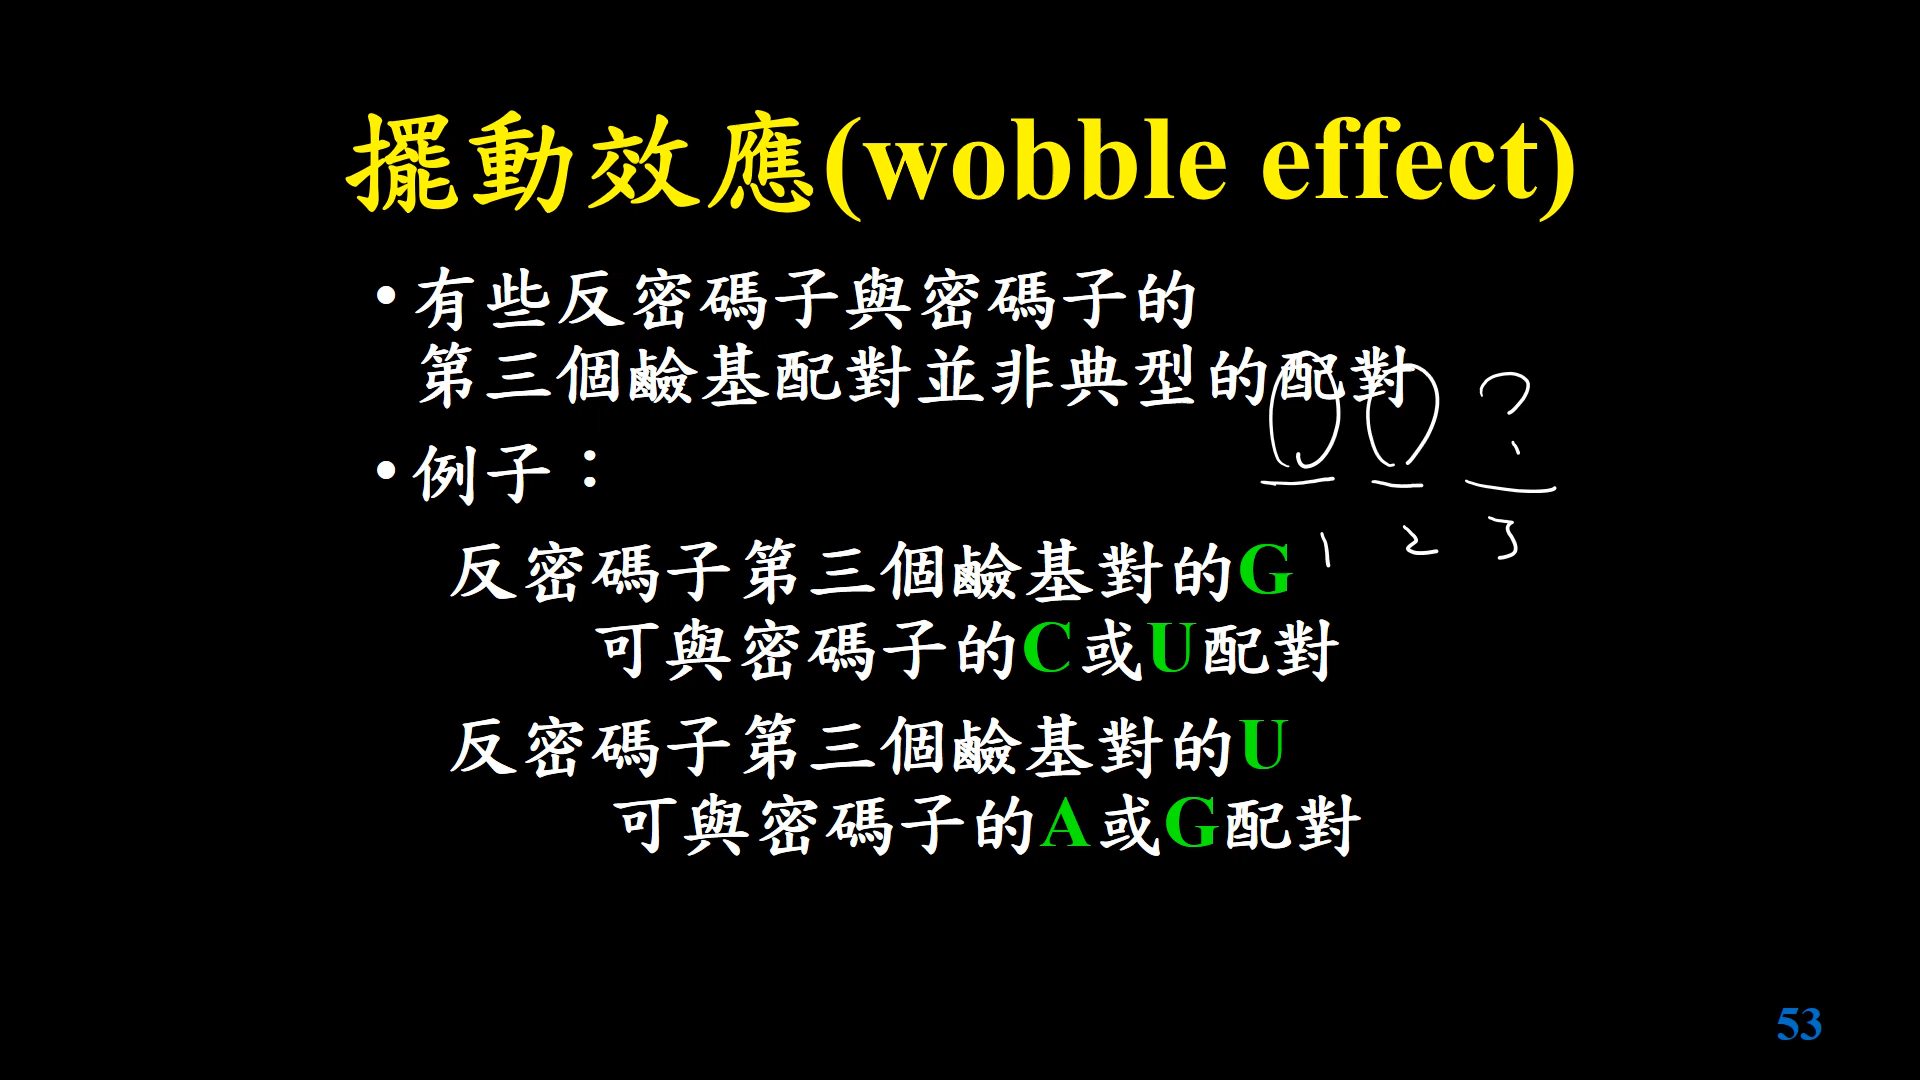 擺動效應(wobble effect)
•有些反密碼子與密碼子的
第三個鹼基配對並非典型的配對
•例子：
反密碼子第三個鹼基對的G
可與密碼子的C或U配對
反密碼子第三個鹼基對的U
可與密碼子的A或G配對
?
1 2 3
53